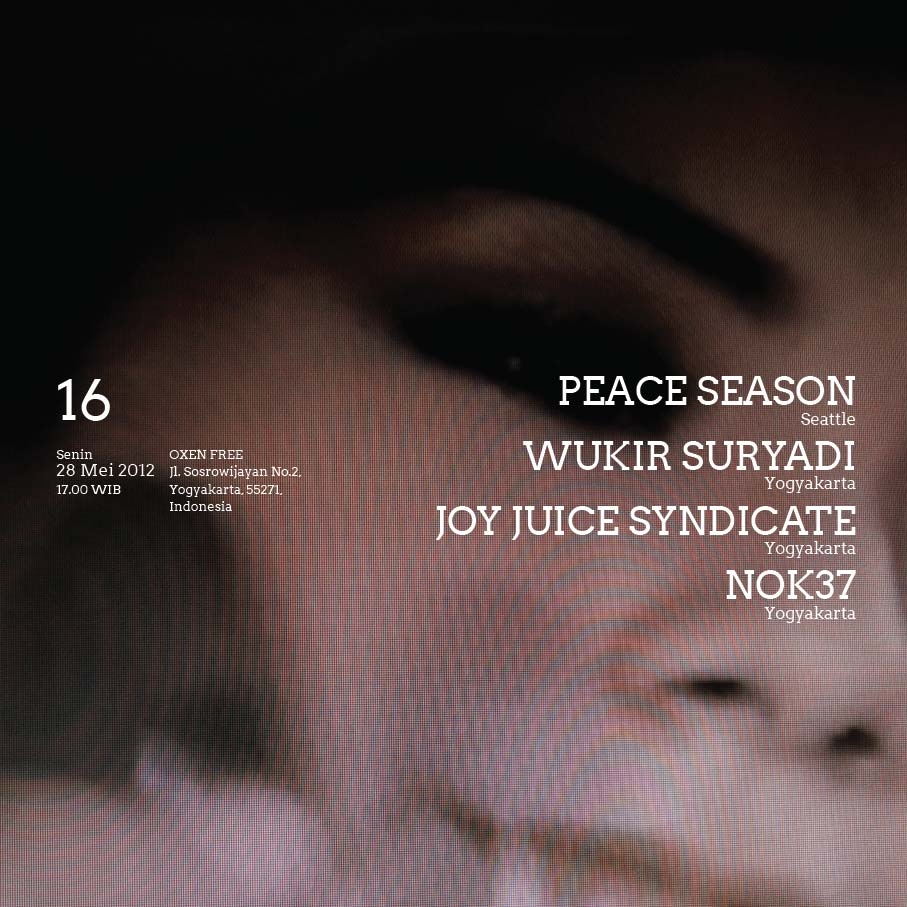 16
Senin
28 Mei 2012
17.00 WIB
OXEN FREE
Jl. Sosrowijayan No.2,
Yogyakarta, 55271,
Indonesia
PEACE SEASON
Seattle
WUKIR SURYADI
Yogyakarta
JOY JUICE SYNDICATE
Yogyakarta
NOK37
Yogyakarta